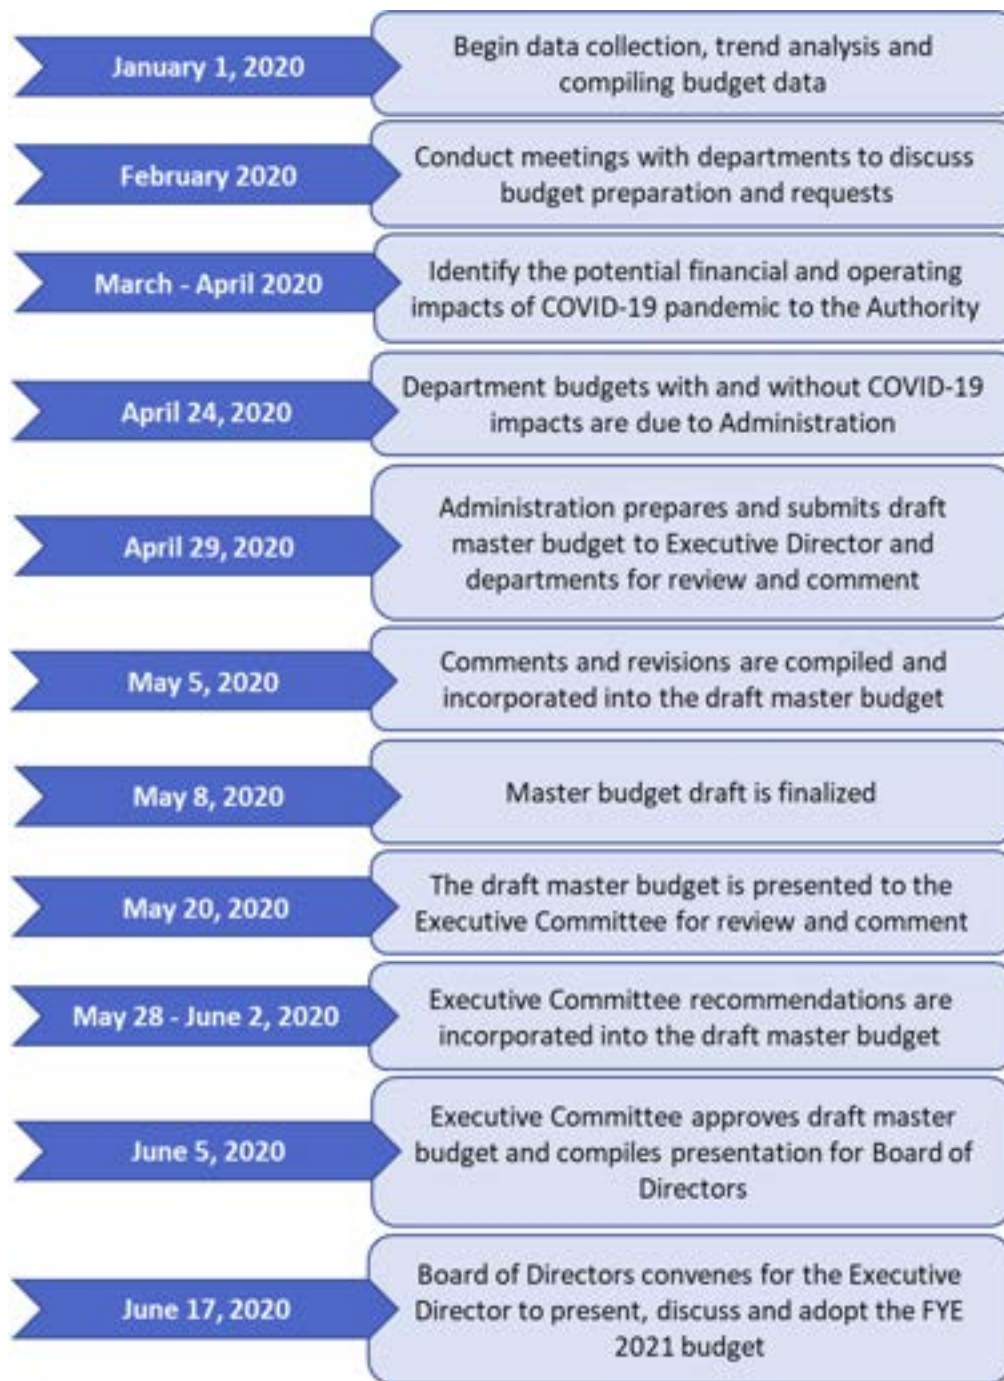 January 1, 2020
Begin data collection, trend analysis and
compiling budget data
February 2020
Conduct meetings with departments to discuss
budget preparation and requests
March - April 2020
Identify the potential financial and operating
impacts of COVID-19 pandemic to the Authority
April 24, 2020
Department budgets with and without COVID-19
impacts are due to Administration
April 29, 2020
Administration prepares and submits draft
master budget to Executive Director and
departments for review and comment
May 5, 2020
Comments and revisions are compiled and
incorporated into the draft master budget
May 8, 2020
Master budget draft is finalized
May 20, 2020
The draft master budget is presented to the
Executive Committee for review and comment
May 28 - June 2, 2020
Executive Committee recommendations are
incorporated into the draft master budget
June 5, 2020
Executive Committee approves draft master
budget and compiles presentation for Board of
Directors
June 17, 2020
Board of Directors convenes for the Executive
Director to present, discuss and adopt the FYE
2021 budget